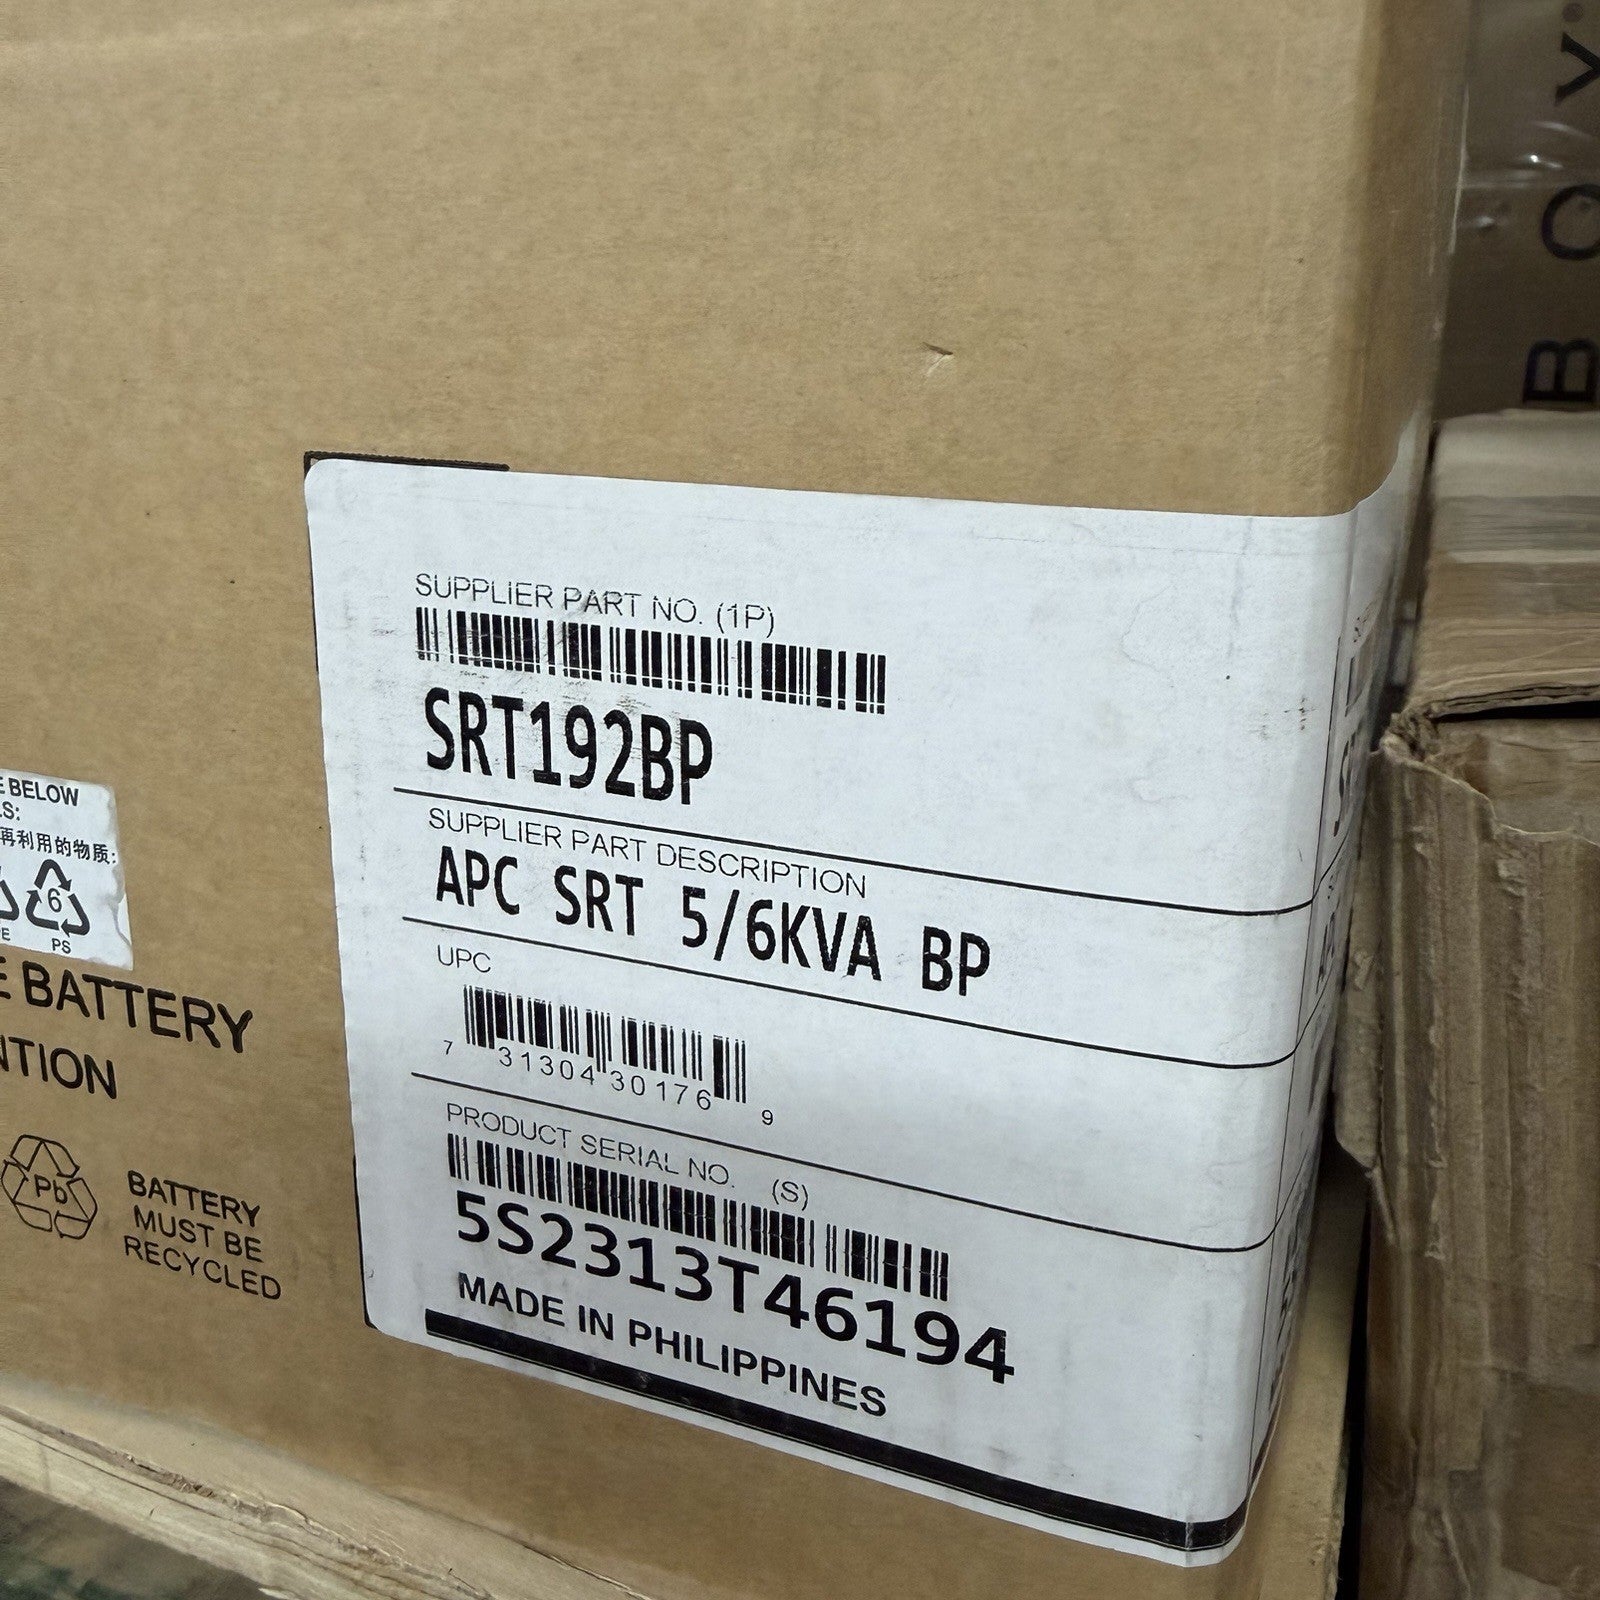 SUPPLIER PART NO. (1P)
SRT192BP
SUPPLIER PART DESCRIPTION
APC SRT 5/6KVA BP
UPC
7 31304 30176 9
PRODUCT SERIAL NO. (S)
5S2313T46194
MADE IN PHILIPPINES
E BELOW
LS:
再利用的物质:
6
PS
E BATTERY
NTION
Pb
BATTERY
MUST BE
RECYCLED
BOY